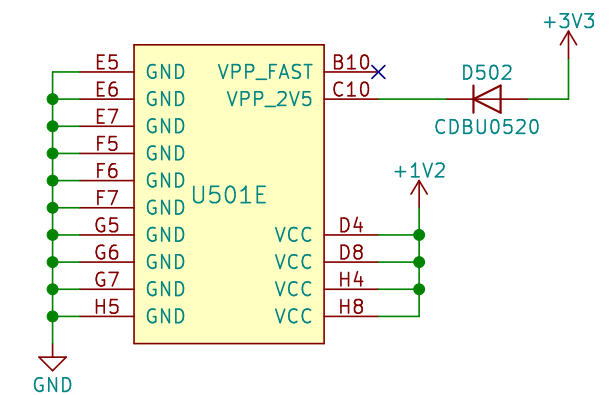 +3V3
E5 GND VPP_FAST B10 D502
E6 GND VPP_2V5 C10
E7 GND CDBU0520
F5 GND
F6 GND +1V2
F7 GND U501E
G5 GND VCC D4
G6 GND VCC D8
G7 GND VCC H4
H5 GND VCC H8
GND